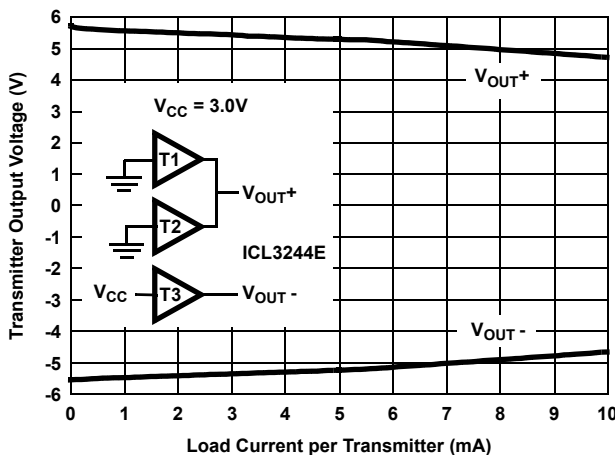 Transmitter Output Voltage (V)
6
5
4
3
2
1
0
-1
-2
-3
-4
-5
-6
VOUT+
VCC = 3.0V
T1
VOUT+
T2
ICL3244E
VCC
T3
VOUT -
VOUT -
0 1 2 3 4 5 6 7 8 9 10
Load Current per Transmitter (mA)